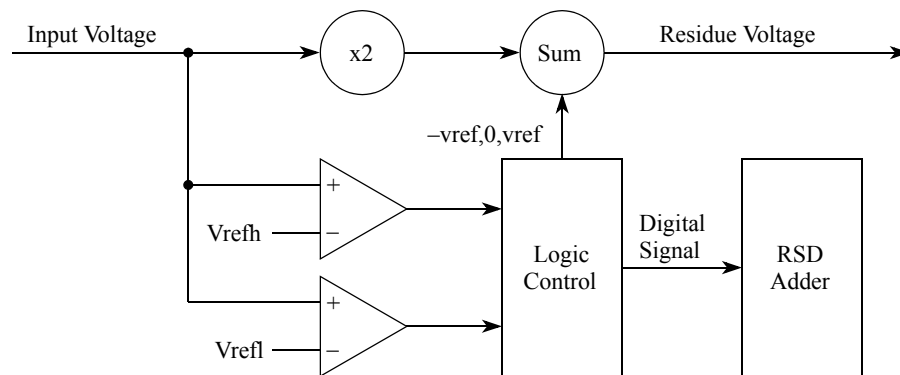 Input Voltage
x2
Sum
Residue Voltage
–vref,0,vref
+
Vrefh
–
Logic
Control
Digital
Signal
RSD
Adder
+
Vrefl
–